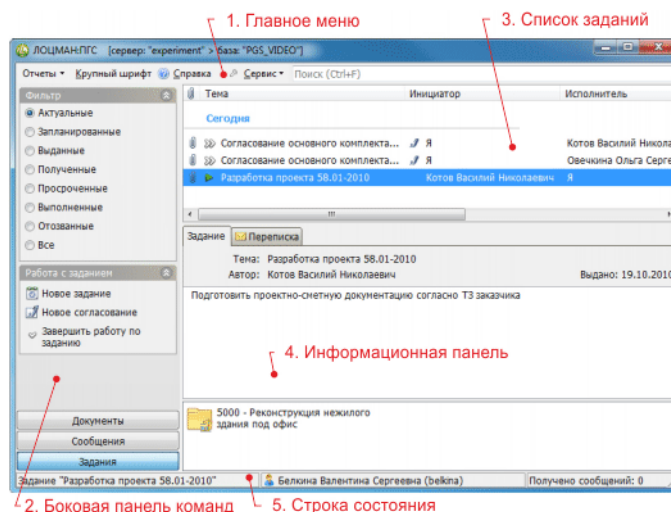 1. Главное меню
3. Список заданий
ЛОЦМАН:ПГС [сервер: "experiment" > база: "PGS_VIDEO"]
Отчеты Крупный шрифт Справка Сервис Поиск (Ctrl+F)
Фильтр
Актуальные
Запланированные
Выданные
Полученные
Просроченные
Выполненные
Отозванные
Все
Работа с заданием
Новое задание
Новое согласование
Завершить работу по
заданию
Документы
Сообщения
Задания
Тема Инициатор Исполнитель
Сегодня
Согласование основного комплекта... Я Котов Василий Никола
Согласование основного комплекта... Я Овечкина Ольга Серге
Разработка проекта 58.01-2010 Котов Василий Николаевич Я
Задание Переписка
Тема: Разработка проекта 58.01-2010
Автор: Котов Василий Николаевич Выдано: 19.10.2010
Подготовить проектно-сметную документацию согласно ТЗ заказчика
4. Информационная панель
5000 - Реконструкция нежилого
здания под офис
Задание "Разработка проекта 58.01-2010" Белкина Валентина Сергеевна (belkina) Получено сообщений: 0
2. Боковая панель команд
5. Строка состояния